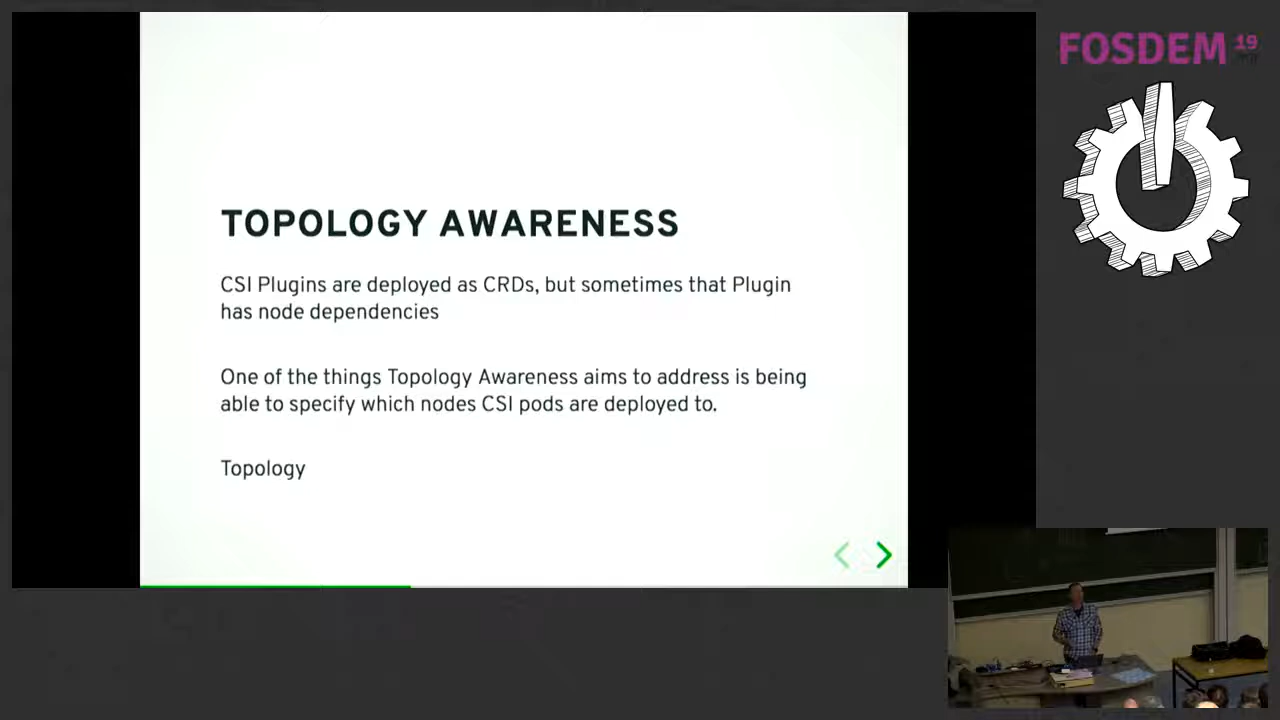 FOSDEM 19
TOPOLOGY AWARENESS
CSI Plugins are deployed as CRDs, but sometimes that Plugin
has node dependencies
One of the things Topology Awareness aims to address is being
able to specify which nodes CSI pods are deployed to.
Topology